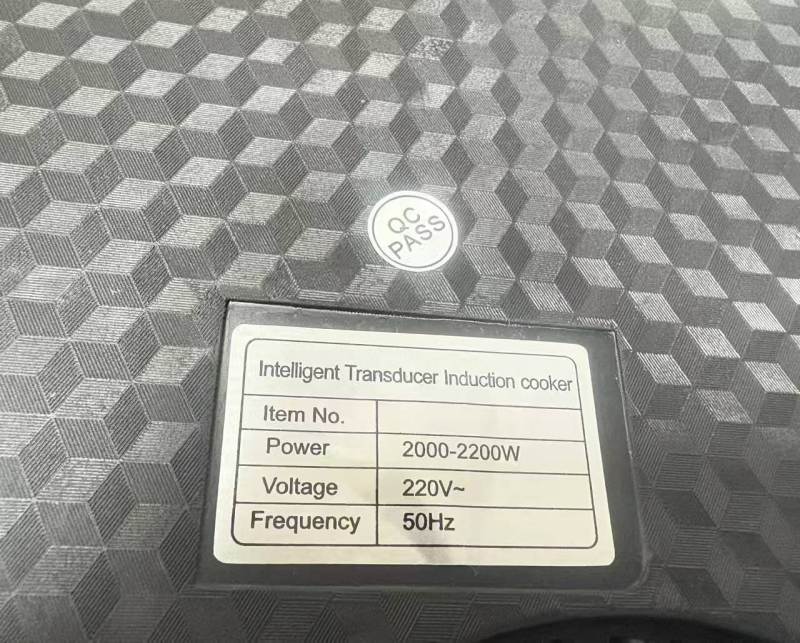 QC
PASS
Intelligent Transducer Induction cooker
Item No.
Power 2000-2200W
Voltage 220V~
Frequency 50Hz